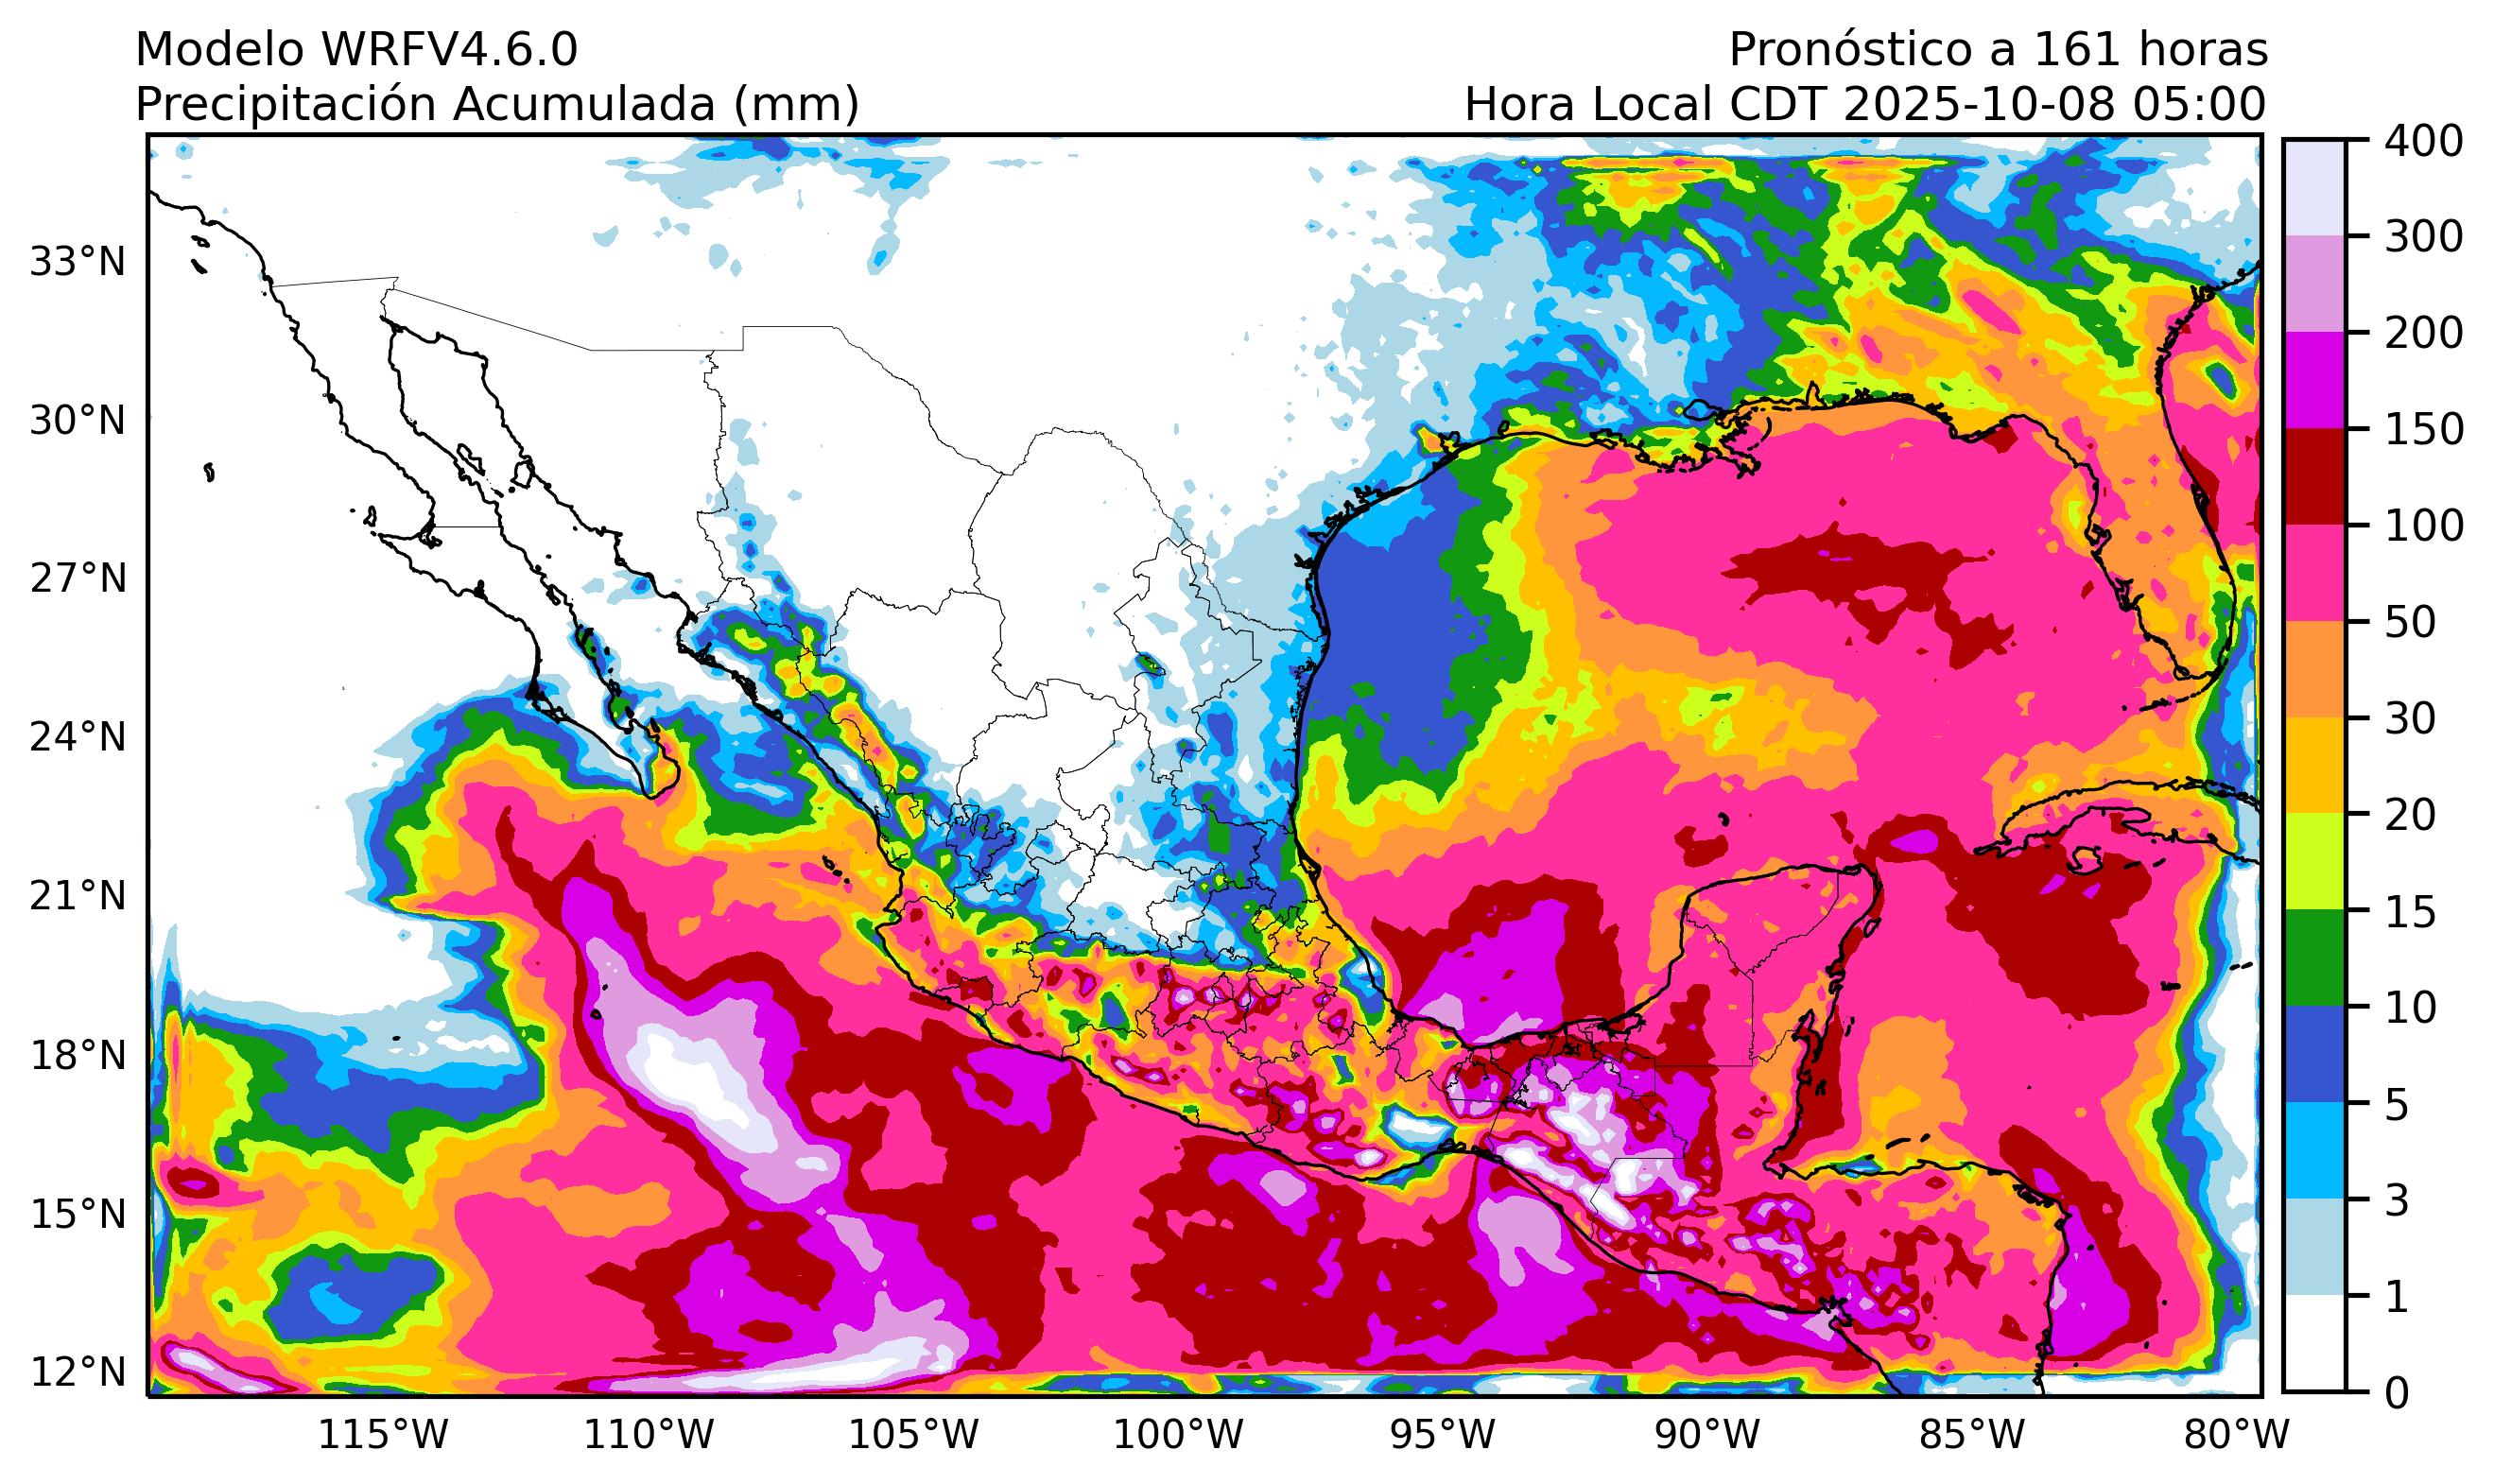 Modelo WRFV4.6.0
Pronóstico a 161 horas
Precipitación Acumulada (mm)
Hora Local CDT 2025-10-08 05:00
33°N
30°N
27°N
24°N
21°N
18°N
15°N
12°N
115°W
110°W
105°W
100°W
95°W
90°W
85°W
80°W
400
300
200
150
100
50
30
20
15
10
5
3
1
0